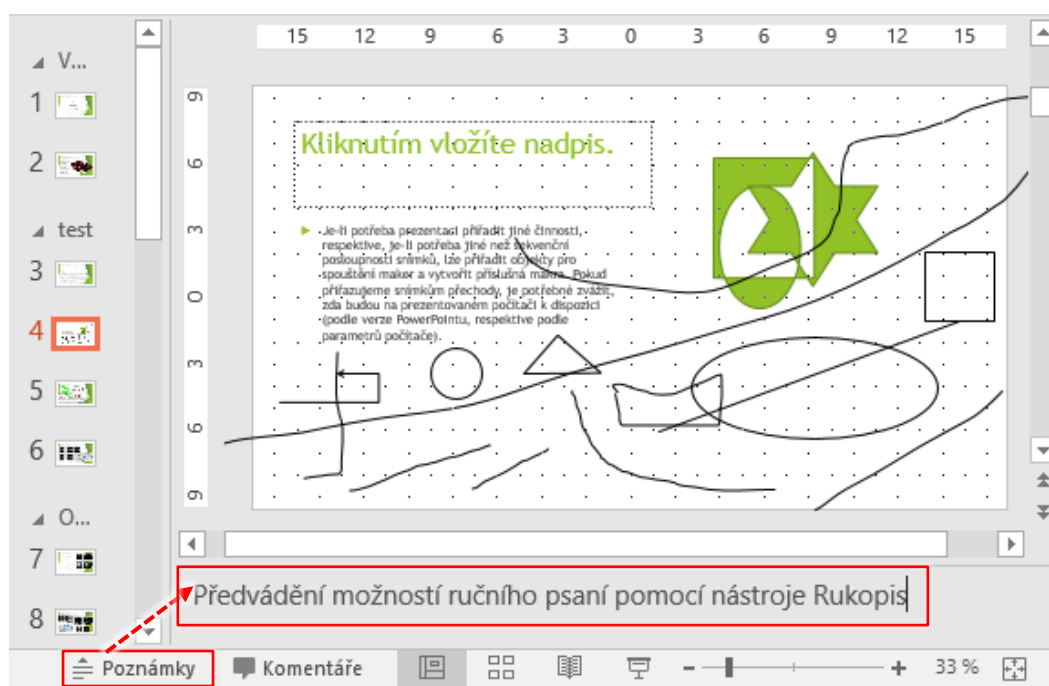 15 12 9 6 3 0 3 6 9 12 15
V...
1
2
test
3
4
5
6
O...
7
8
9
6
3
0
3
6
9
Kliknutím vložíte nadpis.
Je-li potřeba prezentaci přiřadit jiné činnosti,
respektive, je-li potřeba jiné než sekvenční
posloupnosti snímků, lze přiřadit objekty pro
spouštění maker a vytvořit příslušná makra. Pokud
přiřazujeme snímkům přechody, je potřebné zvážit,
zda budou na prezentovaném počítači k dispozici
(podle verze PowerPointu, respektive podle
parametrů počítače).
Předvádění možností ručního psaní pomocí nástroje Rukopis
Poznámky Komentáře 33 %